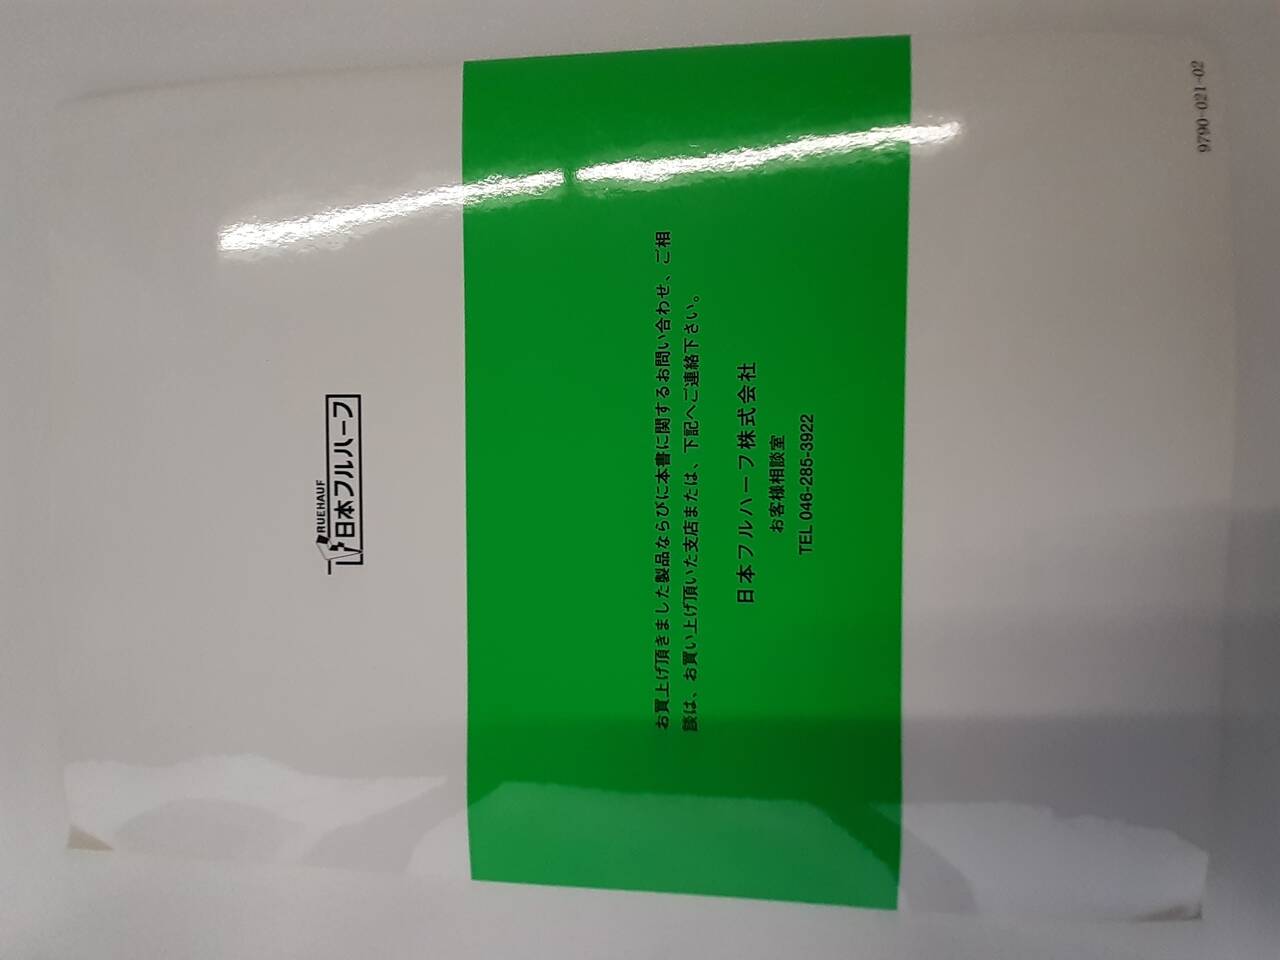 RUEHAUF
日本フルハーフ
お買上げ頂きました製品ならびに本書に関するお問い合わせ、ご相
談は、お買い上げ頂いた支店または、下記へご連絡下さい。
日本フルハーフ株式会社
お客様相談室
TEL 046-285-3922
9790-021-02